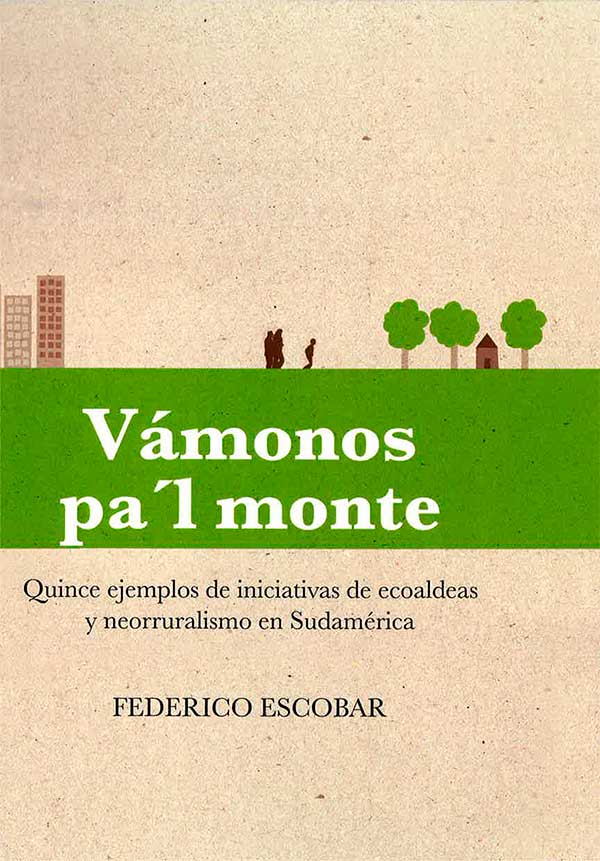 Vámonos
pa´l monte
Quince ejemplos de iniciativas de ecoaldeas
y neorruralismo en Sudamérica
FEDERICO ESCOBAR